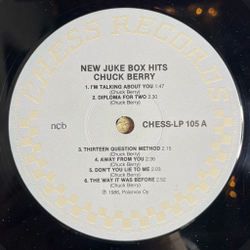 CHESS RECORDS
NEW JUKE BOX HITS
CHUCK BERRY
1. I'M TALKING ABOUT YOU 1:47
(Chuck Berry)
2. DIPLOMA FOR TWO 2:30
(Chuck Berry)
ncb
CHESS-LP 105 A
3. THIRTEEN QUESTION METHOD 2:15
(Chuck Berry)
4. AWAY FROM YOU 2:36
(Chuck Berry)
5. DON'T YOU LIE TO ME 2:03
(Chuck Berry)
6. THE WAY IT WAS BEFORE 2:52
(Chuck Berry)
℗ 1986, Polarvox Oy